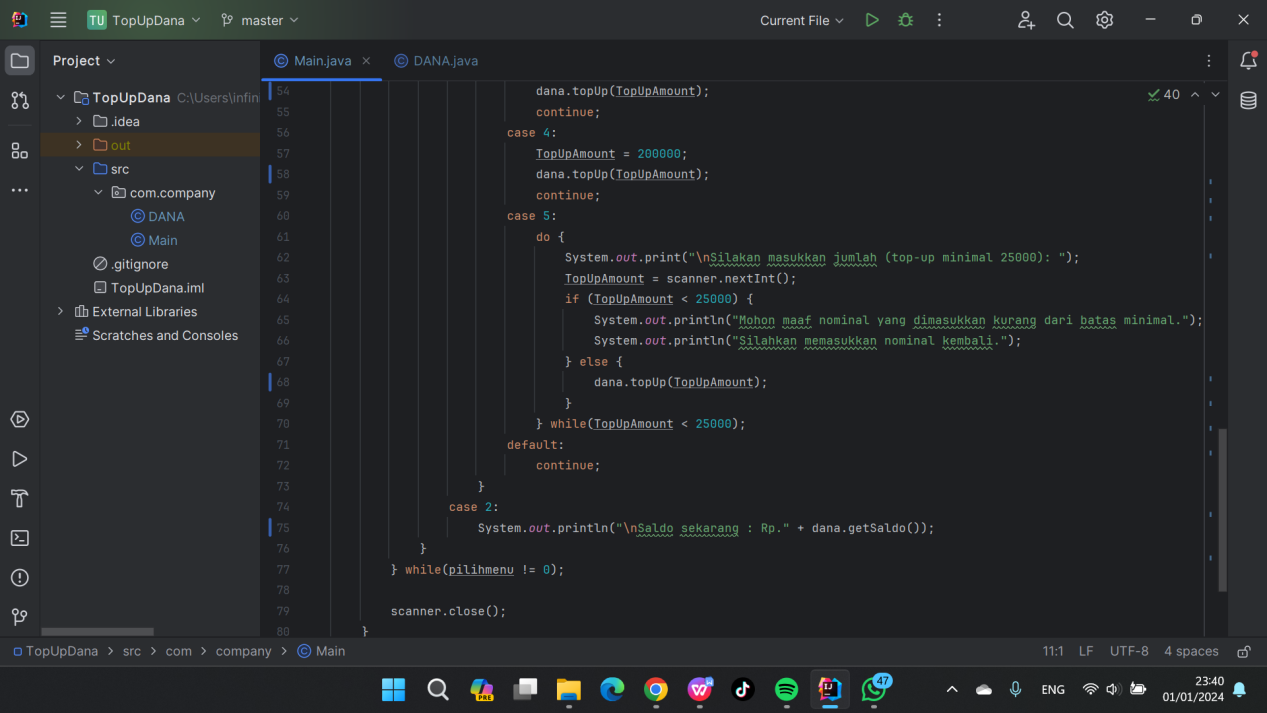 TU TopUpDana master Current File
Project
Main.java DANA.java
TopUpDana C:\Users\infin
.idea
out
src
com.company
DANA
Main
.gitignore
TopUpDana.iml
External Libraries
Scratches and Consoles
40
54 dana.topUp(TopUpAmount);
55 continue;
56 case 4:
57 TopUpAmount = 200000;
58 dana.topUp(TopUpAmount);
59 continue;
60 case 5:
61 do {
62 System.out.print("\nSilakan masukkan jumlah (top-up minimal 25000): ");
63 TopUpAmount = scanner.nextInt();
64 if (TopUpAmount < 25000) {
65 System.out.println("Mohon maaf nominal yang dimasukkan kurang dari batas minimal.");
66 System.out.println("Silahkan memasukkan nominal kembali.");
67 } else {
68 dana.topUp(TopUpAmount);
69 }
70 } while(TopUpAmount < 25000);
71 default:
72 continue;
73 }
74 case 2:
75 System.out.println("\nSaldo sekarang : Rp." + dana.getSaldo());
76 }
77 } while(pilihmenu != 0);
78
79 scanner.close();
80 }
TopUpDana > src > com > company > Main 11:1 LF UTF-8 4 spaces
PRE 47 ENG 23:40
01/01/2024